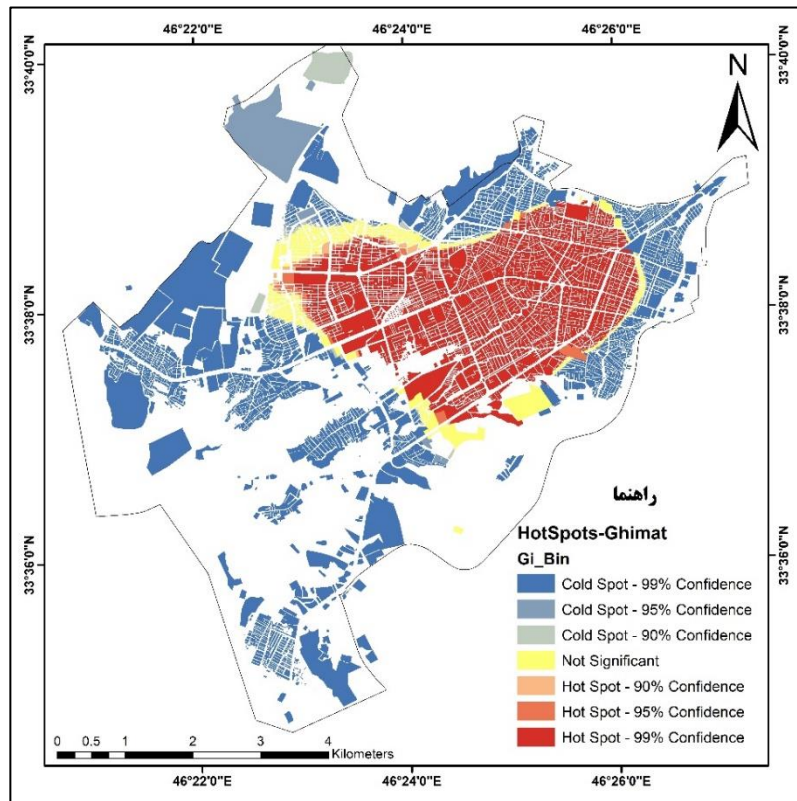 46°22'0"E 46°24'0"E 46°26'0"E
33°40'0"N 33°40'0"N
N
33°38'0"N 33°38'0"N
33°36'0"N 33°36'0"N
راهنما
HotSpots-Ghimat
Gi_Bin
Cold Spot - 99% Confidence
Cold Spot - 95% Confidence
Cold Spot - 90% Confidence
Not Significant
Hot Spot - 90% Confidence
Hot Spot - 95% Confidence
Hot Spot - 99% Confidence
0 0.5 1 2 3 4
Kilometers
46°22'0"E 46°24'0"E 46°26'0"E